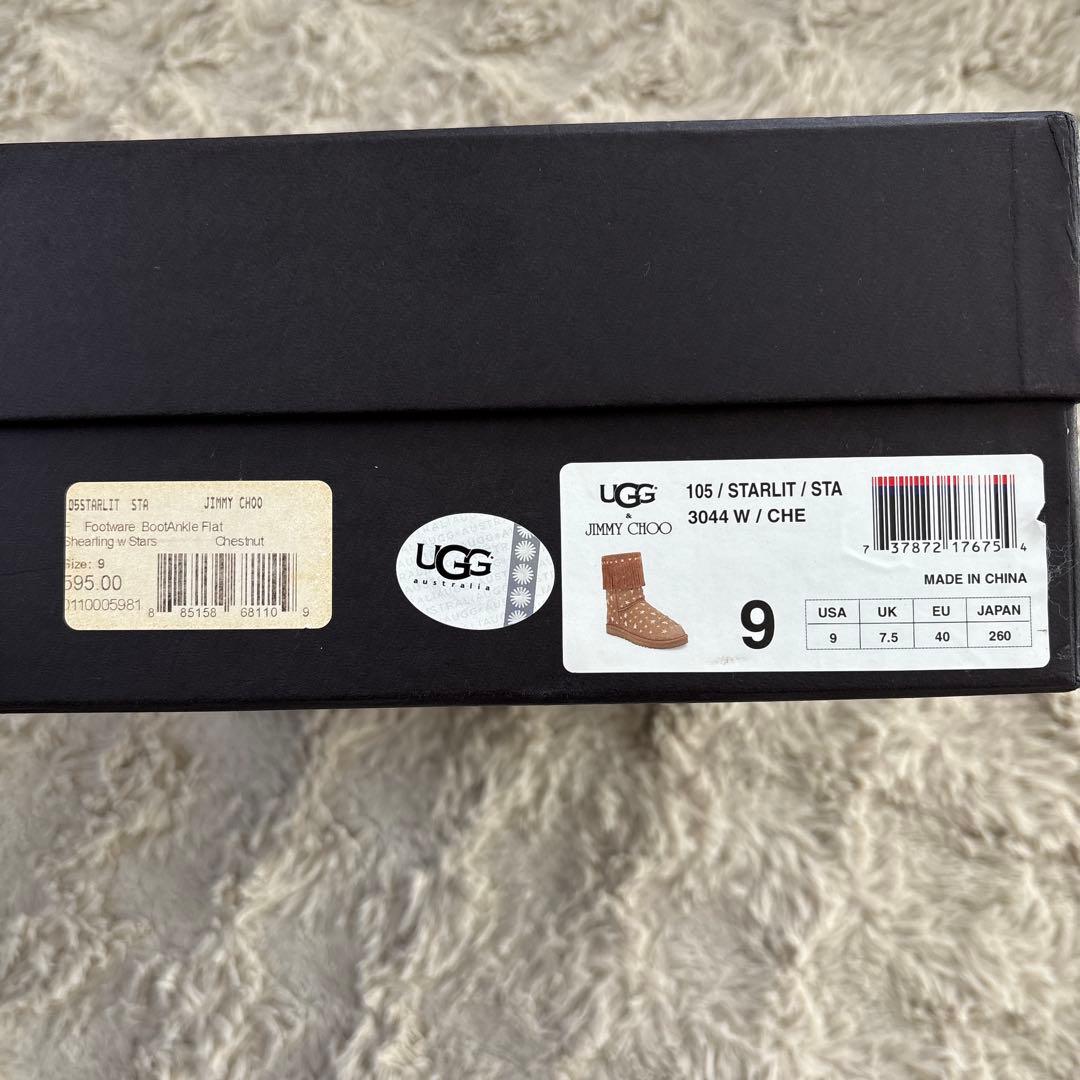 05STARLIT STA JIMMY CHOO
F Footware BootAnkle Flat
Shearling w Stars Chestnut
Size: 9
595.00
0110005981
8 85158 68110 9
UGG
australia
UGG
&
JIMMY CHOO
105 / STARLIT / STA
3044 W / CHE
7 37872 17675 4
MADE IN CHINA
9
USA UK EU JAPAN
9 7.5 40 260